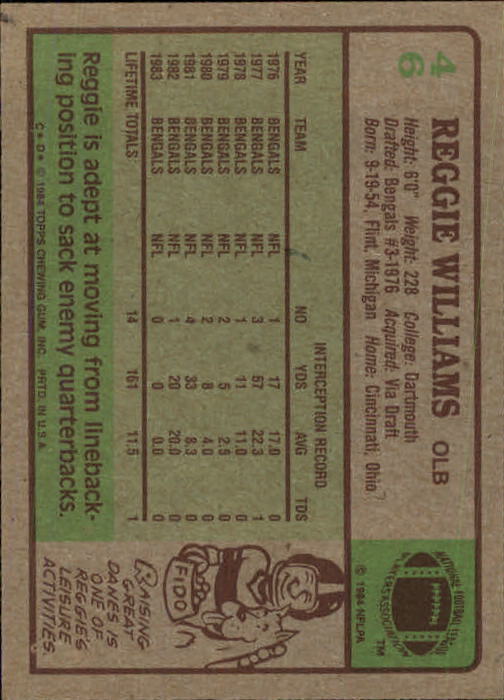 46
REGGIE WILLIAMS OLB
Height: 6'0" Weight: 228 College: Dartmouth
Drafted: Bengals #3-1976 Acquired: Via Draft
Born: 9-19-54, Flint, Michigan Home: Cincinnati, Ohio
NATIONAL FOOTBALL LEAGUE
PLAYERS ASSOCIATION
TM
© 1984 NFLPA
INTERCEPTION RECORD
YEAR TEAM NO YDS AVG TDS
1976 BENGALS NFL 1 17 17.0 0
1977 BENGALS NFL 3 57 22.3 1
1978 BENGALS NFL 1 11 11.0 0
1979 BENGALS NFL 2 5 2.5 0
1980 BENGALS NFL 2 8 4.0 0
1981 BENGALS NFL 4 33 8.3 0
1982 BENGALS NFL 1 20 20.0 0
1983 BENGALS NFL 0 0 0.0 0
LIFETIME TOTALS 14 161 11.5 1
Reggie is adept at moving from lineback-
ing position to sack enemy quarterbacks.
C★ D★ © 1984 TOPPS CHEWING GUM, INC. PRTD. IN U.S.A.
FIDO
RAISING
GREAT
DANES IS
ONE OF
REGGIE'S
LEISURE
ACTIVITIES.